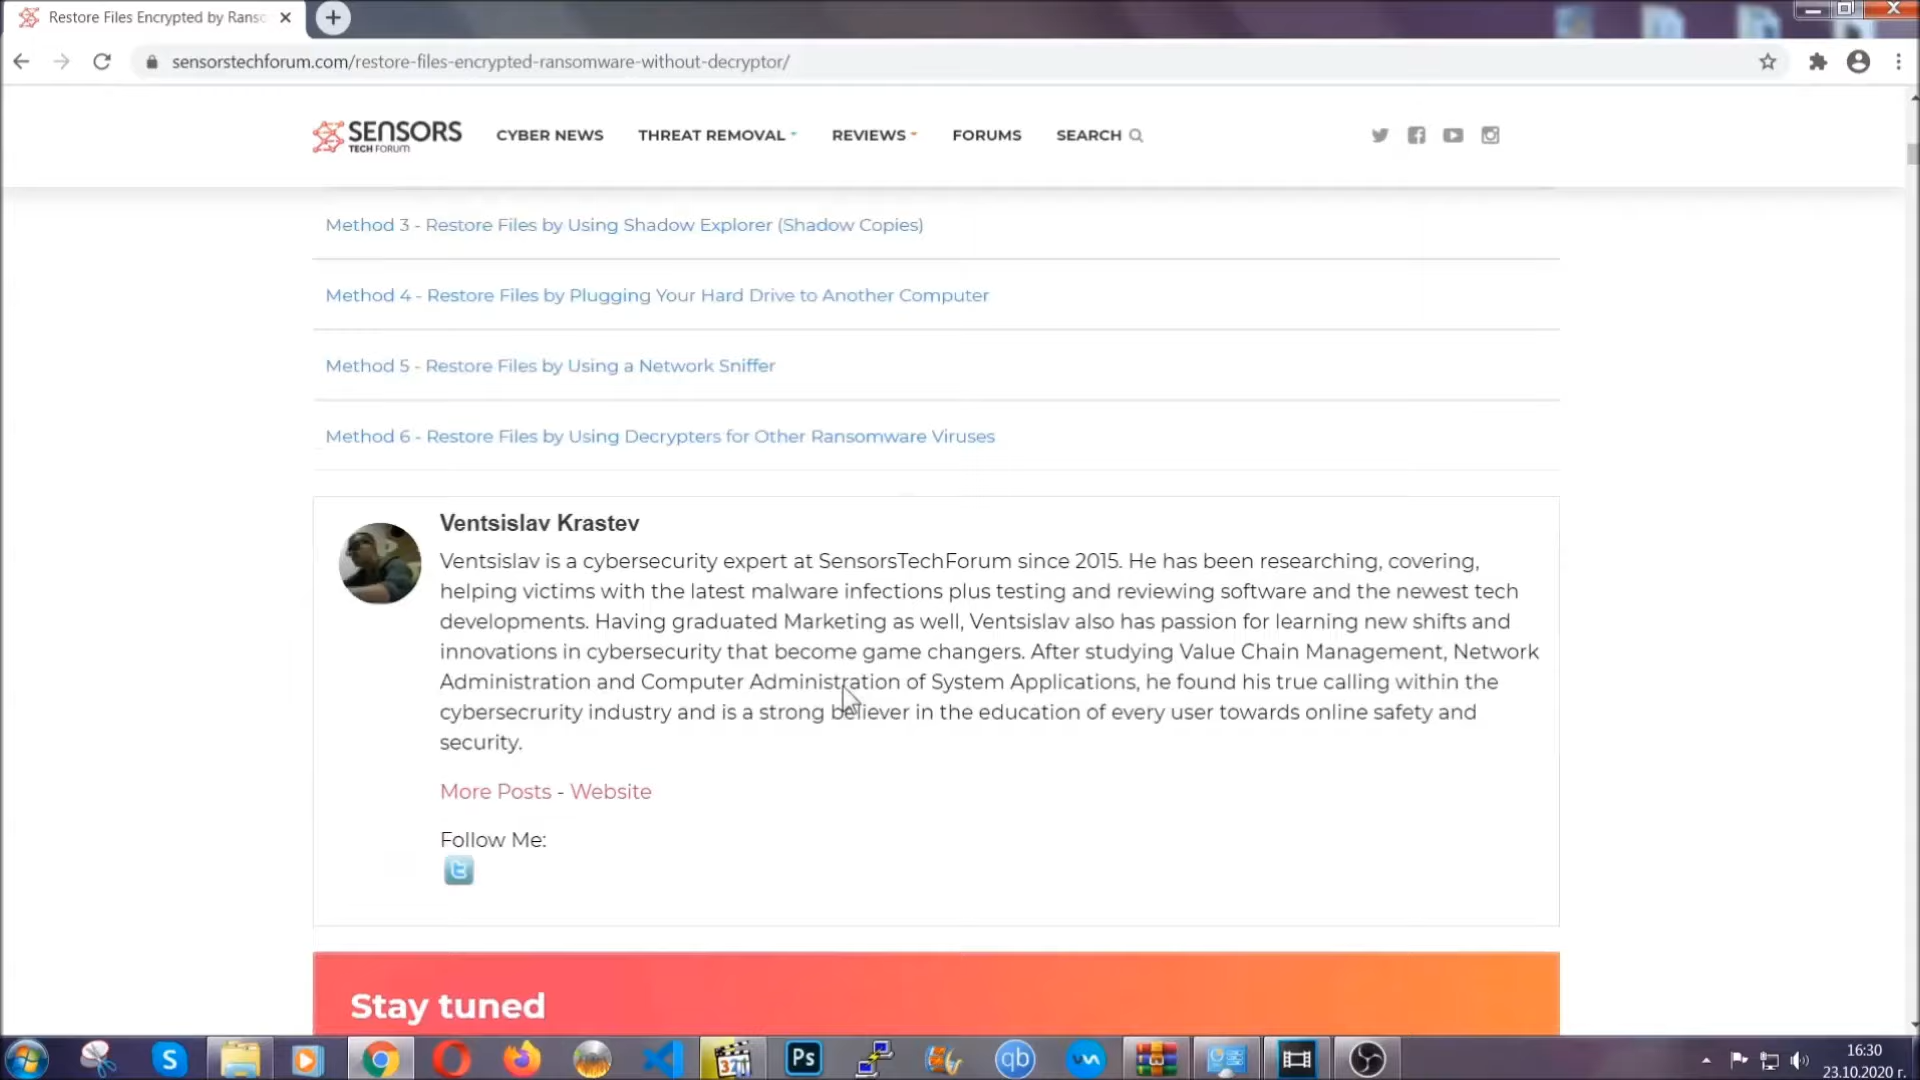 Restore Files Encrypted by Ranso
sensorstechforum.com/restore-files-encrypted-ransomware-without-decryptor/
SENSORS
TECH FORUM
CYBER NEWS
THREAT REMOVAL
REVIEWS
FORUMS
SEARCH
Method 3 - Restore Files by Using Shadow Explorer (Shadow Copies)
Method 4 - Restore Files by Plugging Your Hard Drive to Another Computer
Method 5 - Restore Files by Using a Network Sniffer
Method 6 - Restore Files by Using Decrypters for Other Ransomware Viruses
Ventsislav Krastev
Ventsislav is a cybersecurity expert at SensorsTechForum since 2015. He has been researching, covering,
helping victims with the latest malware infections plus testing and reviewing software and the newest tech
developments. Having graduated Marketing as well, Ventsislav also has passion for learning new shifts and
innovations in cybersecurity that become game changers. After studying Value Chain Management, Network
Administration and Computer Administration of System Applications, he found his true calling within the
cybersecrurity industry and is a strong believer in the education of every user towards online safety and
security.
More Posts - Website
Follow Me:
Stay tuned
S
321
Ps
qb
16:30
23.10.2020 г.